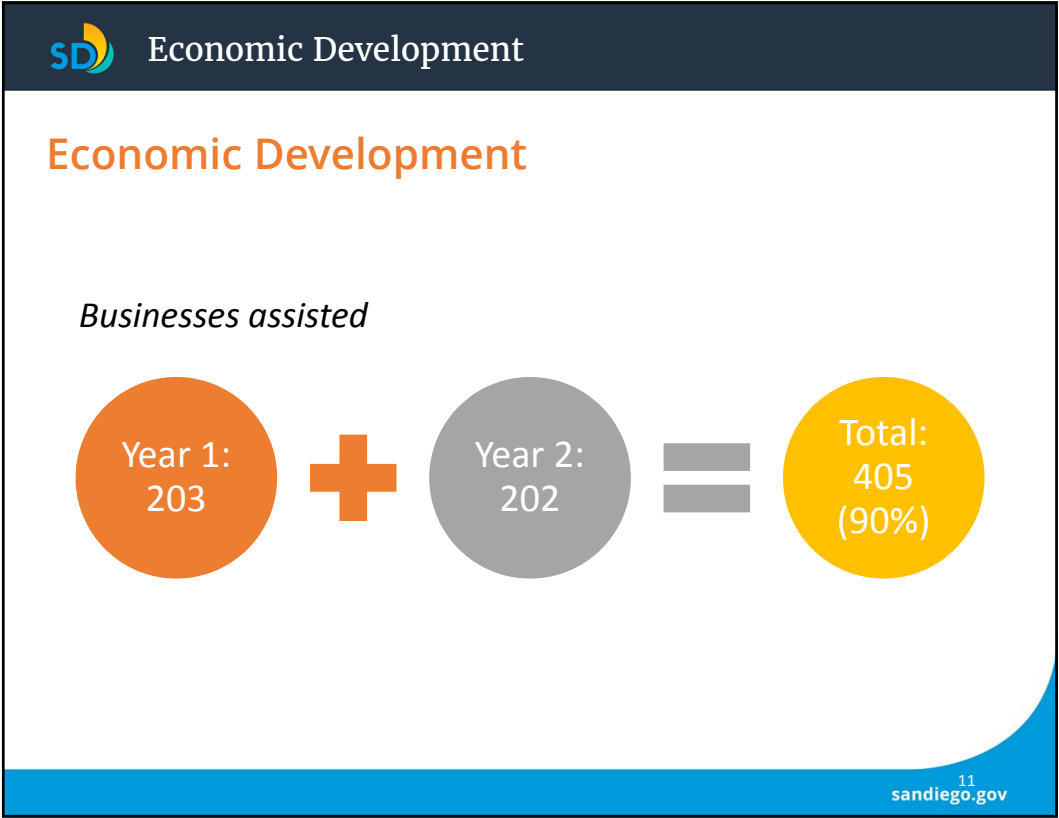 SD
Economic Development
Economic Development
Businesses assisted
Year 1:
203
Year 2:
202
Total:
405
(90%)
11
sandiego.gov